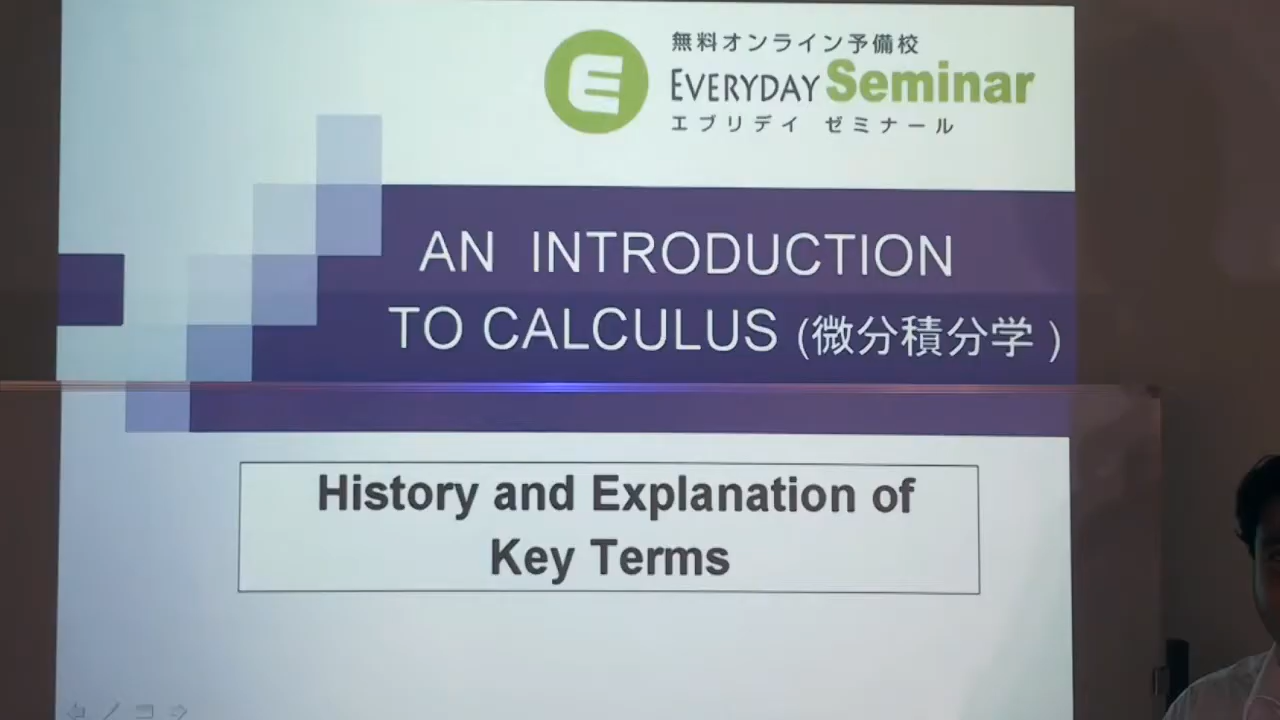 無料オンライン予備校
EVERYDAY Seminar
エブリデイ ゼミナール
AN INTRODUCTION
TO CALCULUS (微分積分学)
History and Explanation of
Key Terms